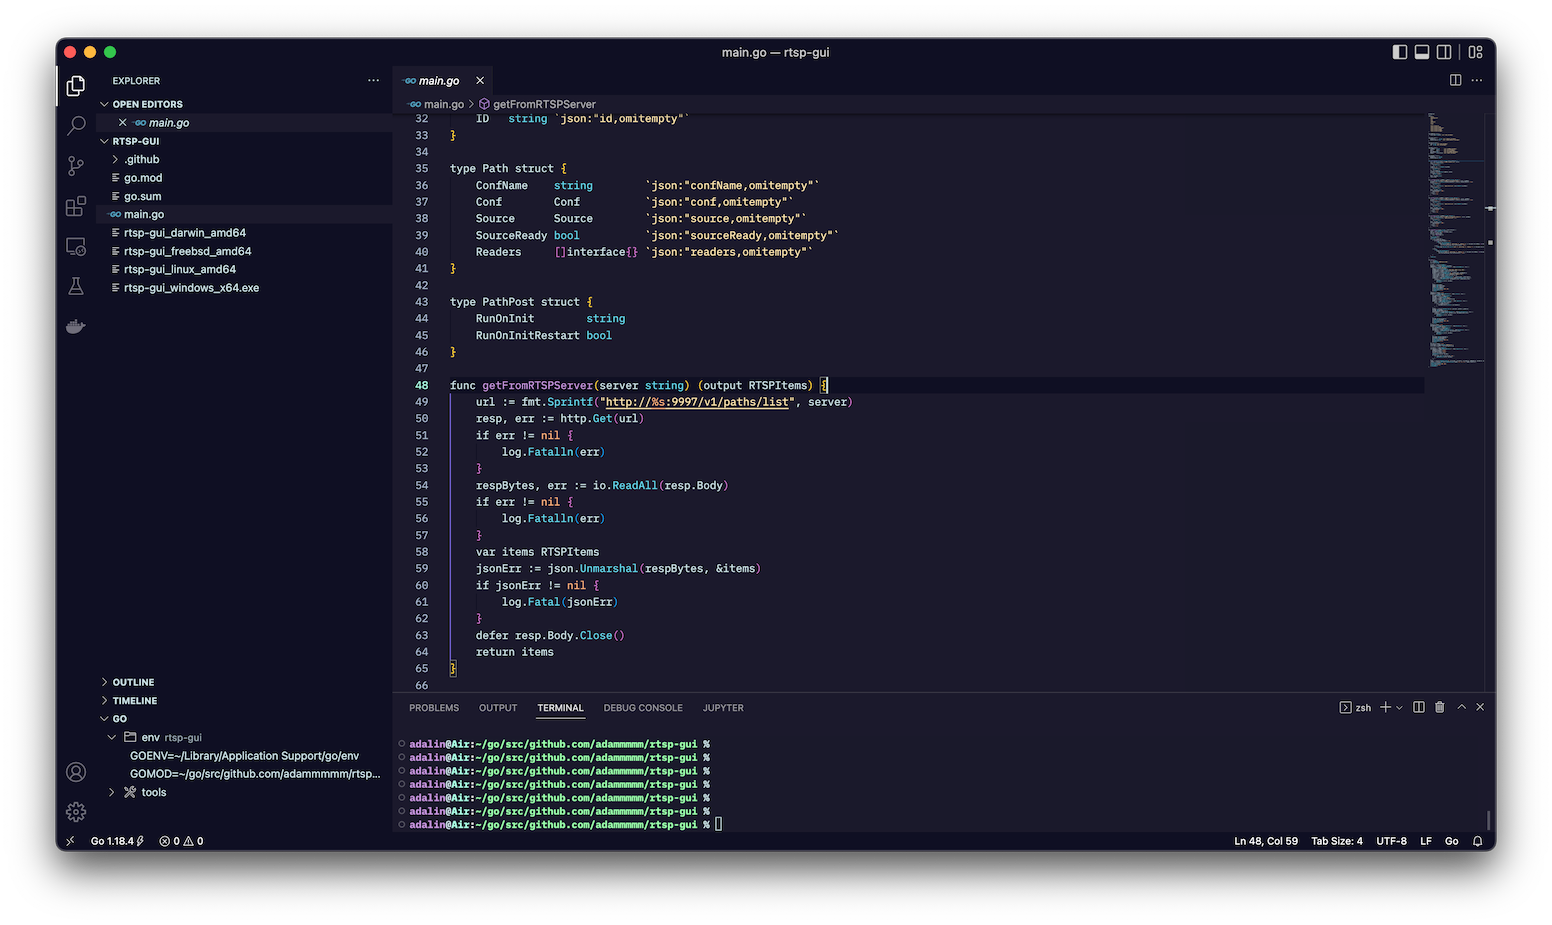 main.go — rtsp-gui
EXPLORER
OPEN EDITORS
main.go
RTSP-GUI
.github
go.mod
go.sum
main.go
rtsp-gui_darwin_amd64
rtsp-gui_freebsd_amd64
rtsp-gui_linux_amd64
rtsp-gui_windows_x64.exe
OUTLINE
TIMELINE
GO
env rtsp-gui
GOENV=~/Library/Application Support/go/env
GOMOD=~/go/src/github.com/adammmmm/rtsp...
tools
main.go
main.go > getFromRTSPServer
32 ID string `json:"id,omitempty"`
33 }
34
35 type Path struct {
36 ConfName string `json:"confName,omitempty"`
37 Conf Conf `json:"conf,omitempty"`
38 Source Source `json:"source,omitempty"`
39 SourceReady bool `json:"sourceReady,omitempty"`
40 Readers []interface{} `json:"readers,omitempty"`
41 }
42
43 type PathPost struct {
44 RunOnInit string
45 RunOnInitRestart bool
46 }
47
48 func getFromRTSPServer(server string) (output RTSPItems) {
49 url := fmt.Sprintf("http://%s:9997/v1/paths/list", server)
50 resp, err := http.Get(url)
51 if err != nil {
52 log.Fatalln(err)
53 }
54 respBytes, err := io.ReadAll(resp.Body)
55 if err != nil {
56 log.Fatalln(err)
57 }
58 var items RTSPItems
59 jsonErr := json.Unmarshal(respBytes, &items)
60 if jsonErr != nil {
61 log.Fatal(jsonErr)
62 }
63 defer resp.Body.Close()
64 return items
65 }
66
PROBLEMS OUTPUT TERMINAL DEBUG CONSOLE JUPYTER
zsh
adalin@Air:~/go/src/github.com/adammmmm/rtsp-gui %
adalin@Air:~/go/src/github.com/adammmmm/rtsp-gui %
adalin@Air:~/go/src/github.com/adammmmm/rtsp-gui %
adalin@Air:~/go/src/github.com/adammmmm/rtsp-gui %
adalin@Air:~/go/src/github.com/adammmmm/rtsp-gui %
adalin@Air:~/go/src/github.com/adammmmm/rtsp-gui %
adalin@Air:~/go/src/github.com/adammmmm/rtsp-gui %
Go 1.18.4 0 0 Ln 48, Col 59 Tab Size: 4 UTF-8 LF Go